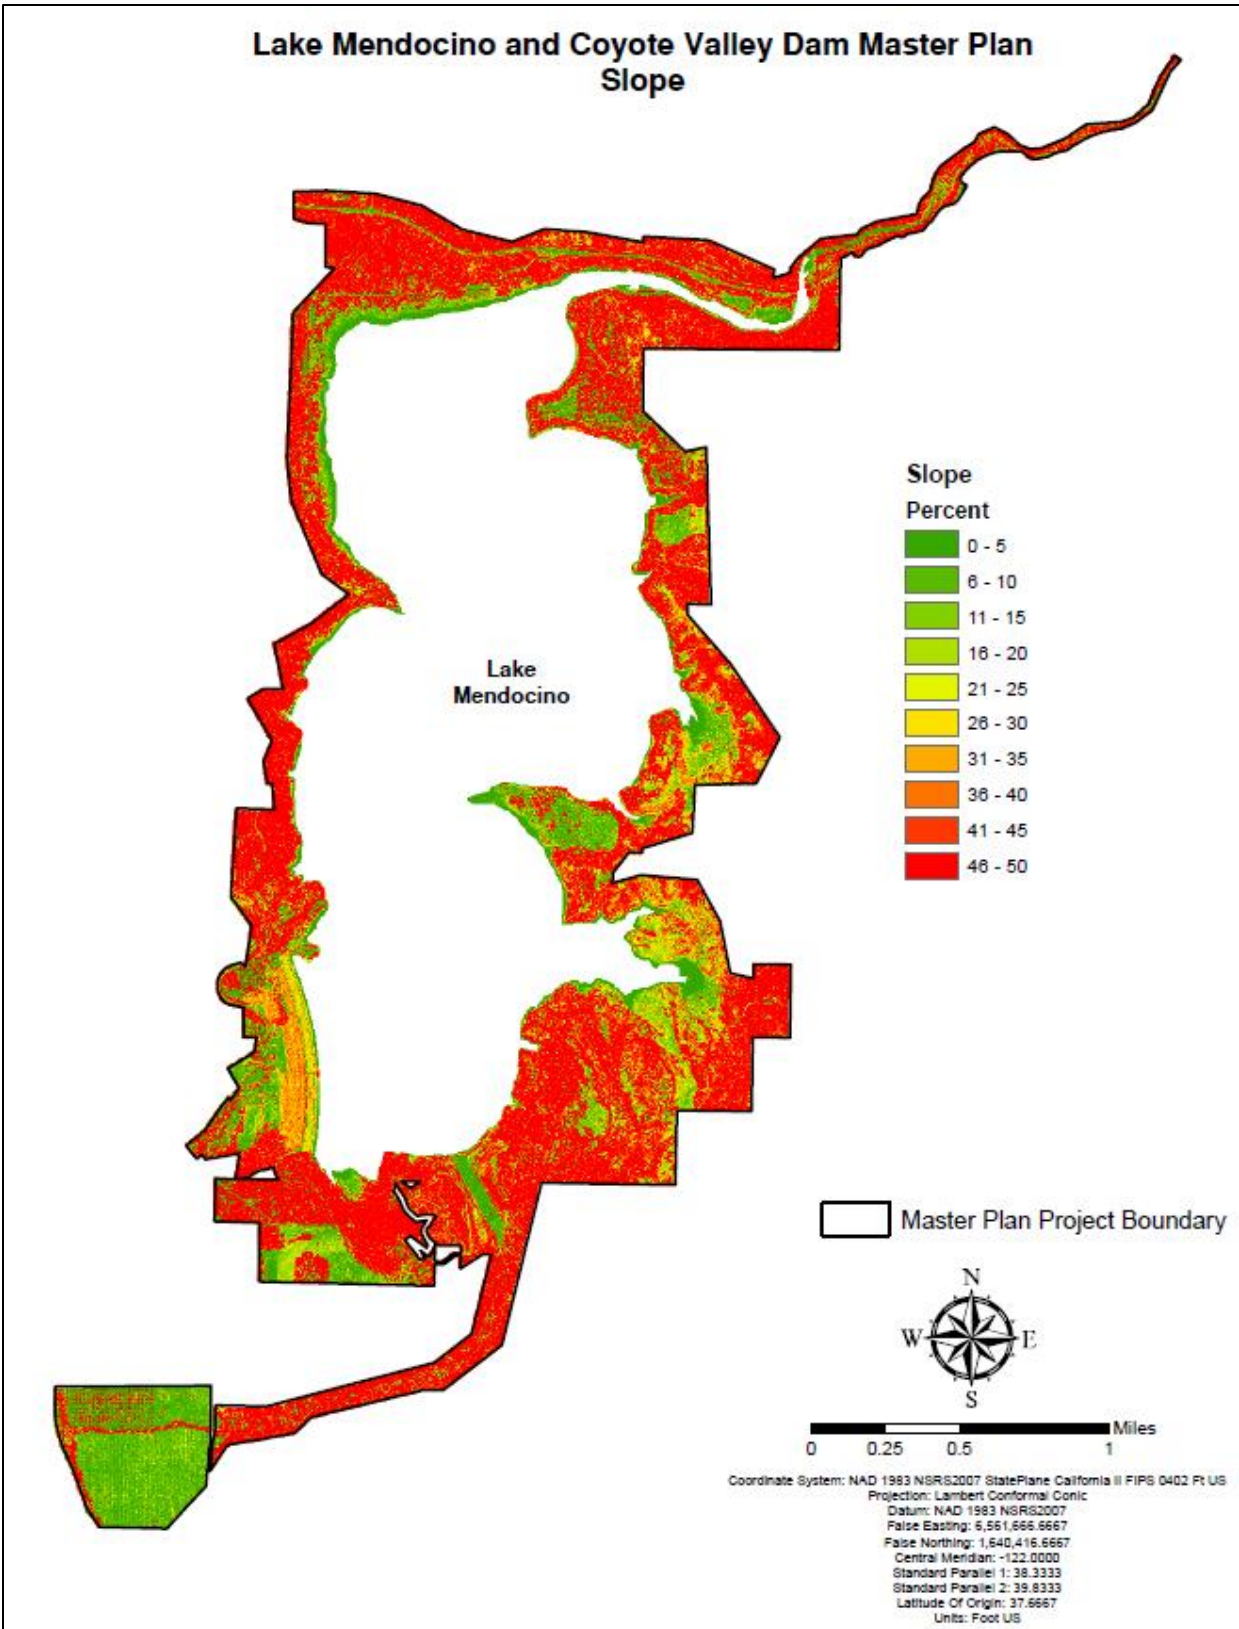 Lake Mendocino and Coyote Valley Dam Master Plan
Slope
Slope
Percent
0 - 5
6 - 10
11 - 15
16 - 20
21 - 25
26 - 30
31 - 35
36 - 40
41 - 45
46 - 50
Lake
Mendocino
Master Plan Project Boundary
N
W E
S
Miles
0 0.25 0.5 1
Coordinate System: NAD 1983 NSRS2007 StatePlane California II FIPS 0402 Ft US
Projection: Lambert Conformal Conic
Datum: NAD 1983 NSRS2007
False Easting: 6,561,666.6667
False Northing: 1,640,416.6667
Central Meridian: -122.0000
Standard Parallel 1: 38.3333
Standard Parallel 2: 39.8333
Latitude Of Origin: 37.6667
Units: Foot US